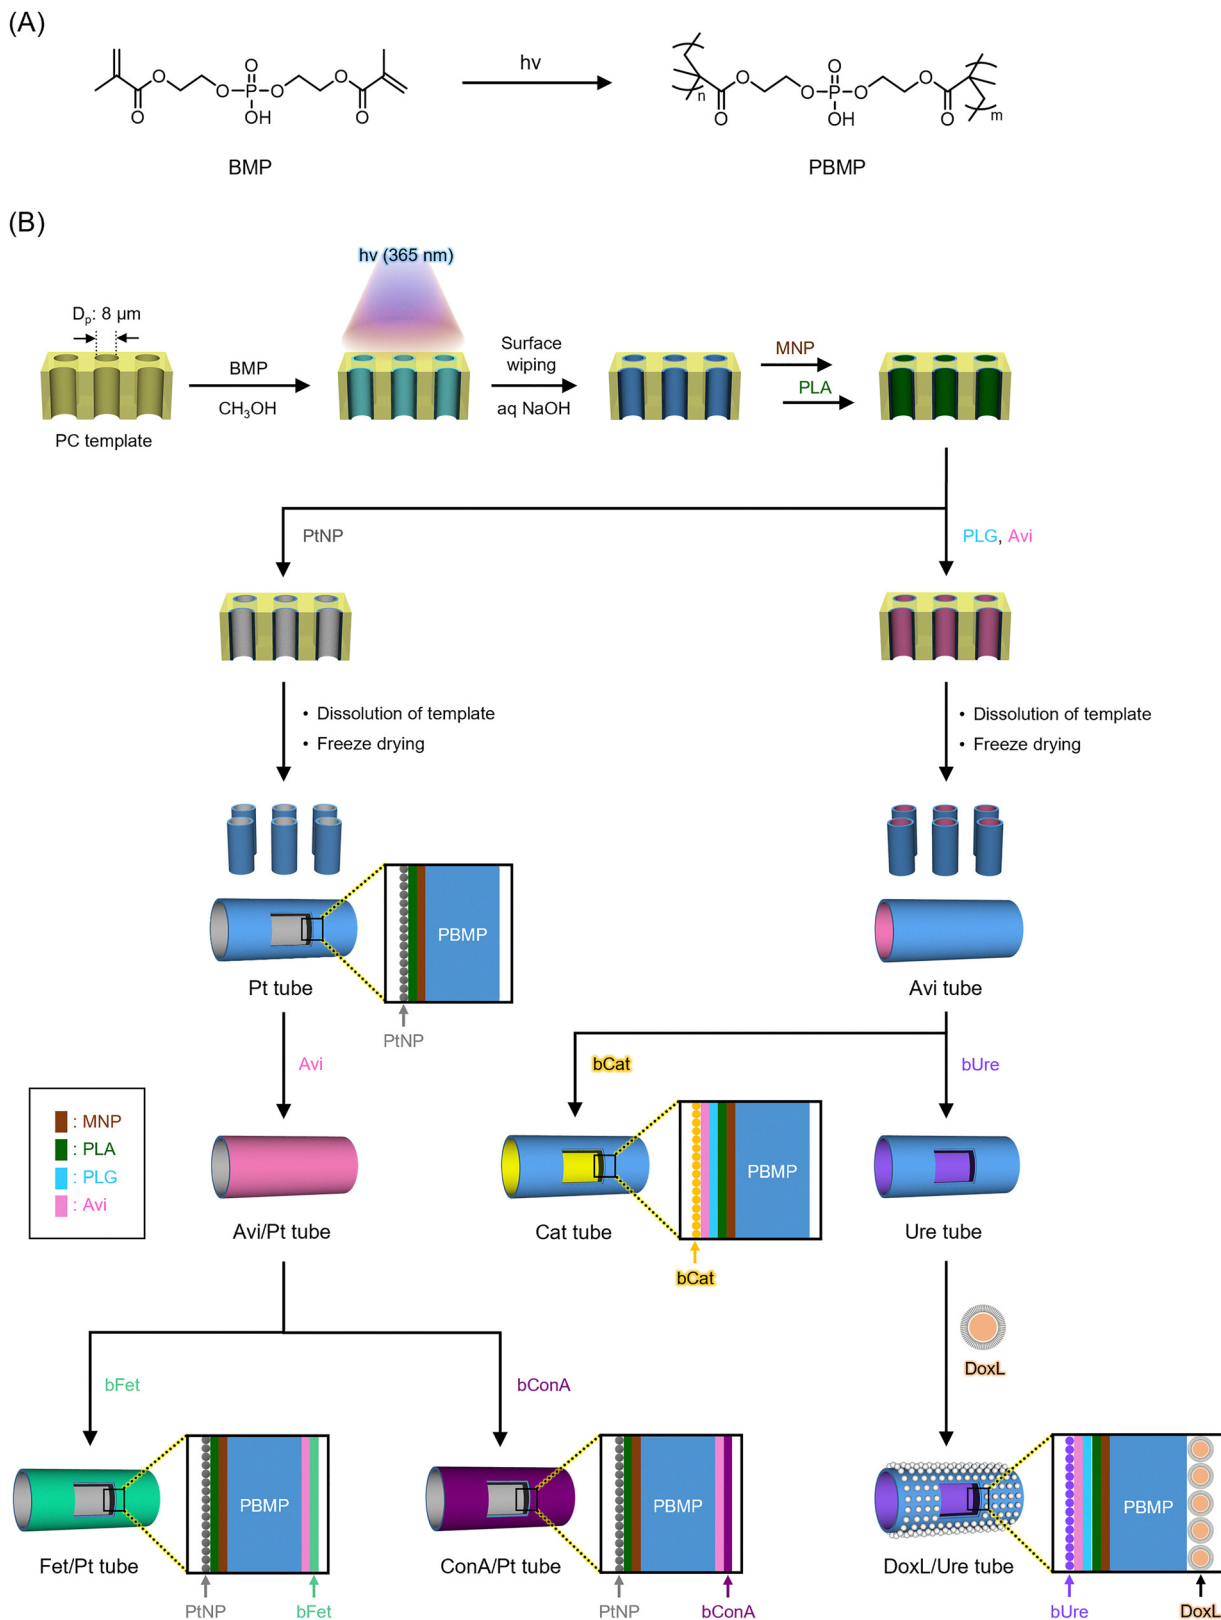 (A)
O
O
O
P
O
OH
O
O
O
hν
n
O
O
O
P
O
OH
O
O
O
m
BMP
PBMP
(B)
hν (365 nm)
Dₚ: 8 μm
BMP
CH₃OH
Surface
wiping
aq NaOH
MNP
PLA
PC template
PtNP
PLG, Avi
• Dissolution of template
• Freeze drying
• Dissolution of template
• Freeze drying
PBMP
Pt tube
PtNP
Avi tube
Avi
bCat
bUre
: MNP
: PLA
: PLG
: Avi
PBMP
Avi/Pt tube
Cat tube
Ure tube
bCat
DoxL
bFet
bConA
PBMP
PBMP
PBMP
Fet/Pt tube
ConA/Pt tube
DoxL/Ure tube
PtNP
bFet
PtNP
bConA
bUre
DoxL